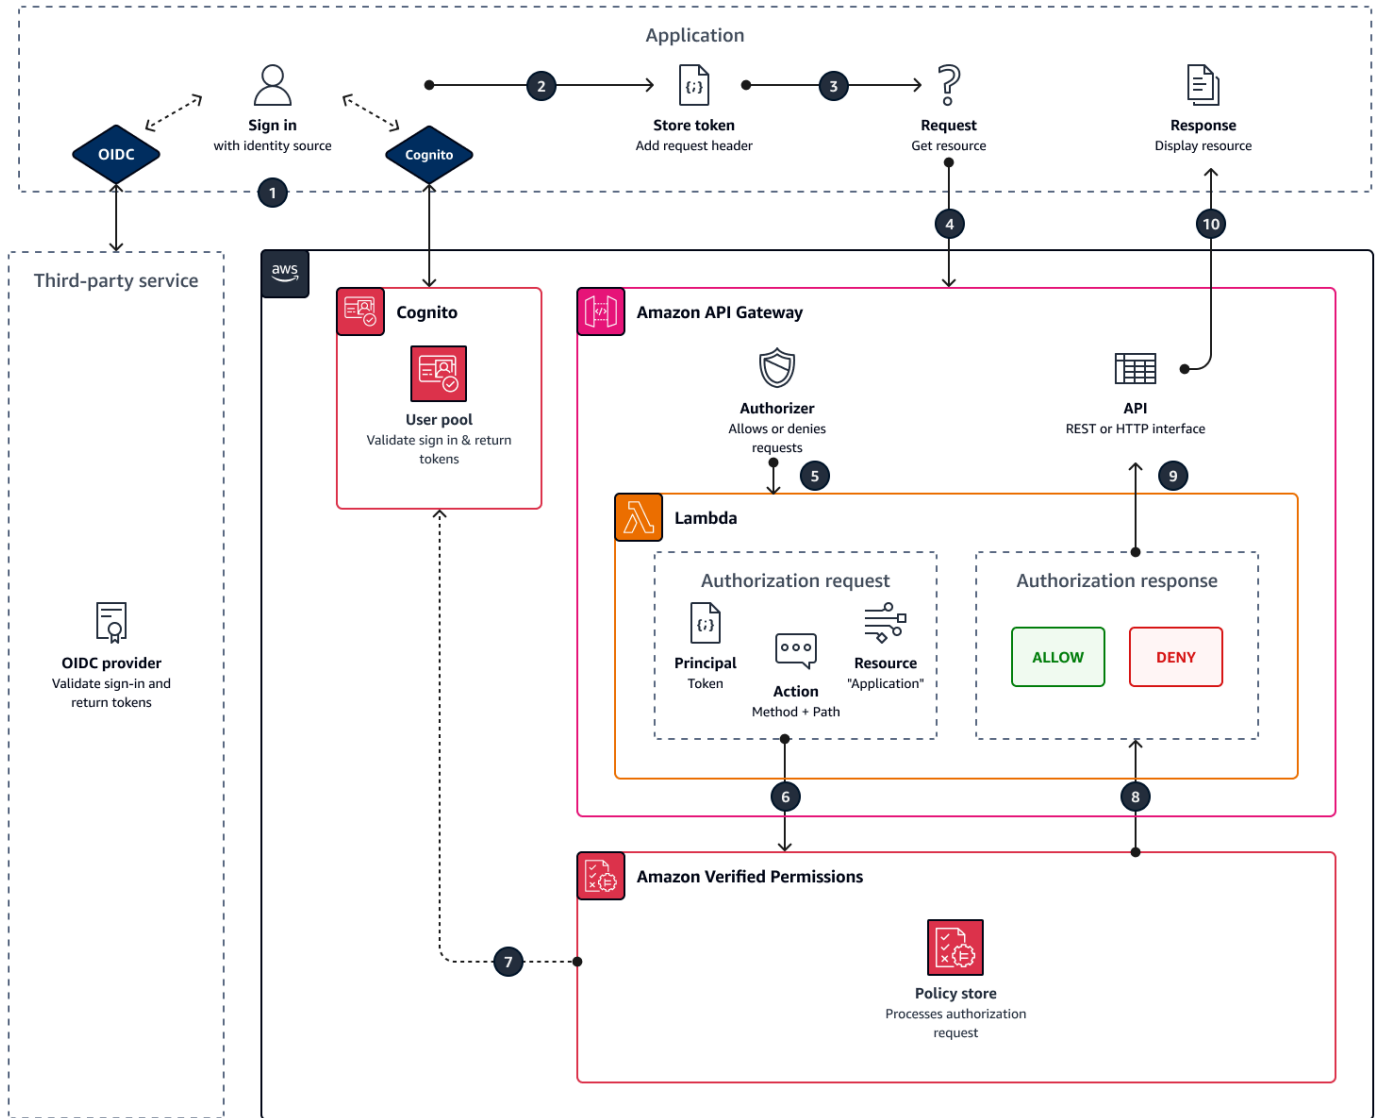 Application
2
3
{;}
Sign in
with identity source
Store token
Add request header
Request
Get resource
Response
Display resource
OIDC
Cognito
1
4
10
Third-party service
aws
Cognito
User pool
Validate sign in & return
tokens
Amazon API Gateway
</>
Authorizer
Allows or denies
requests
API
REST or HTTP interface
5
9
Lambda
Authorization request
{;}
Principal
Token
Action
Method + Path
Resource
"Application"
Authorization response
ALLOW
DENY
OIDC provider
Validate sign-in and
return tokens
6
8
Amazon Verified Permissions
7
Policy store
Processes authorization
request